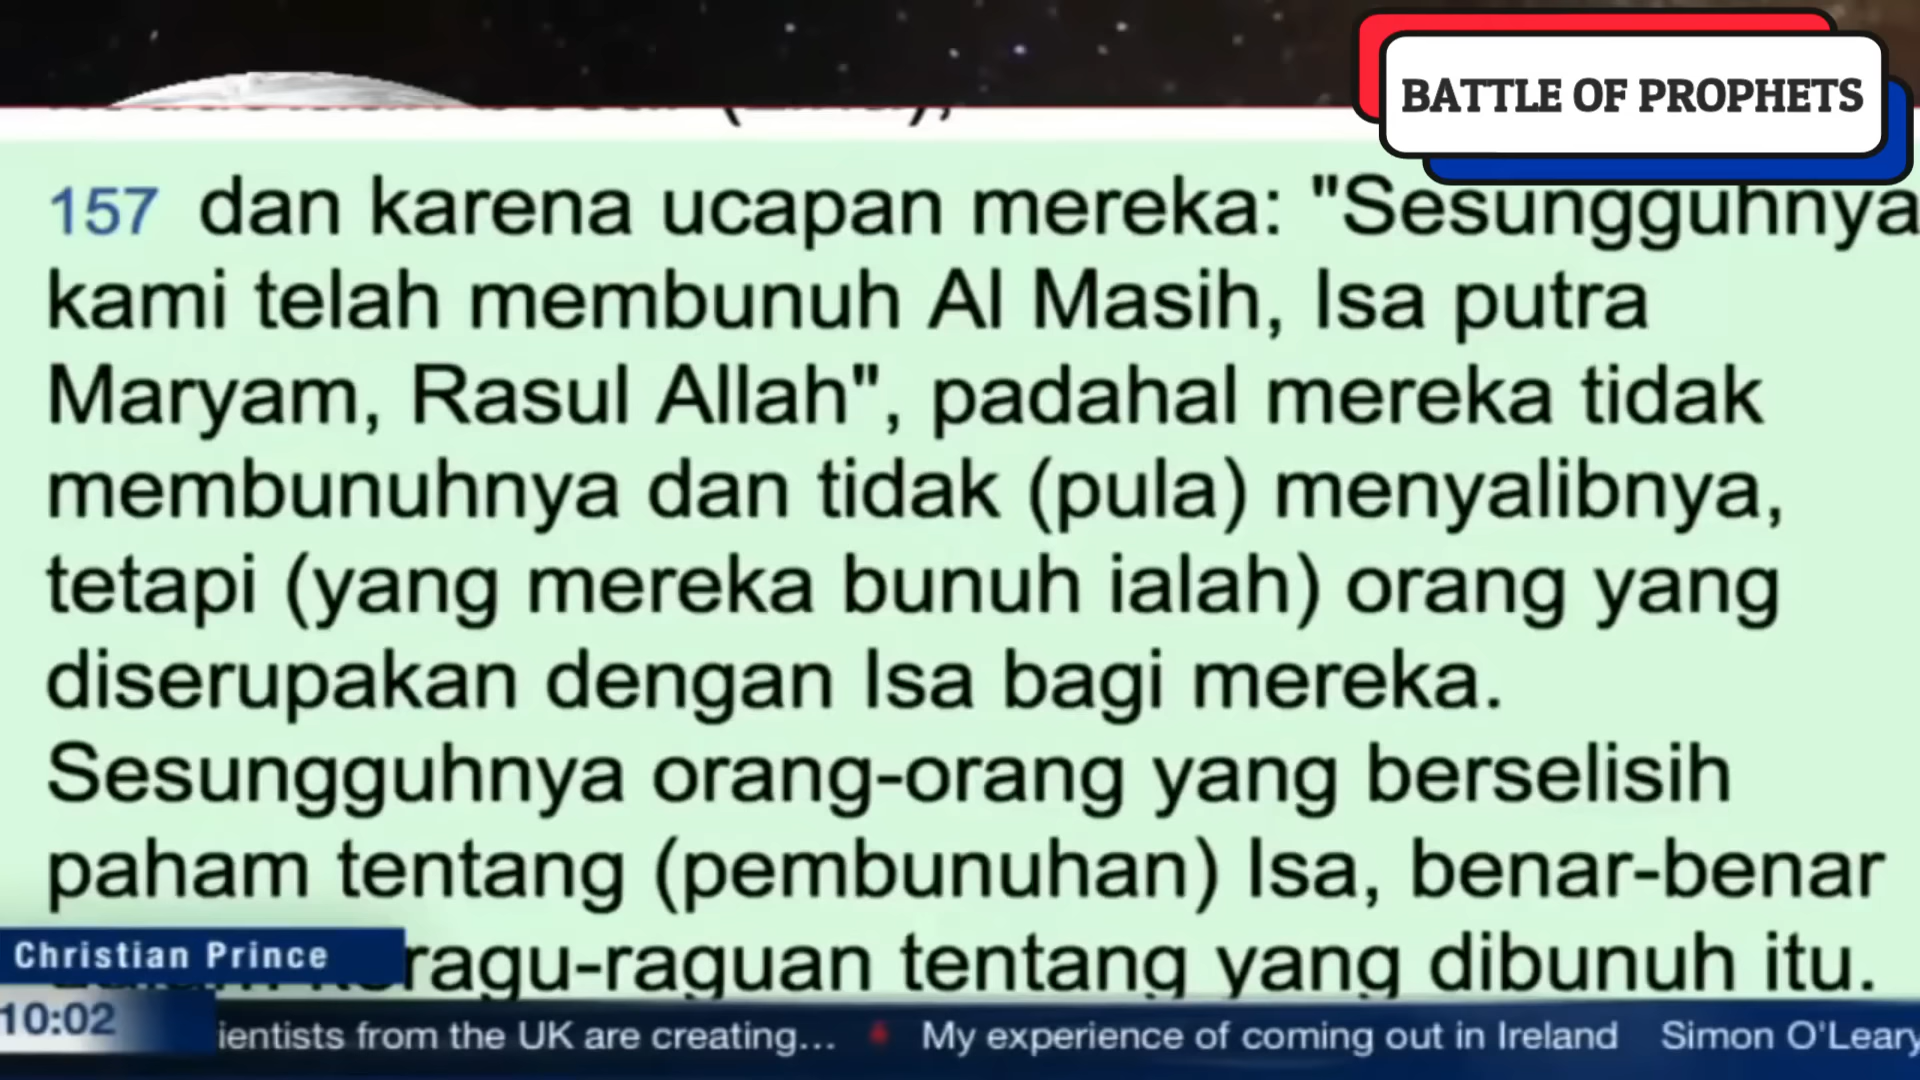 BATTLE OF PROPHETS
157 dan karena ucapan mereka: "Sesungguhnya
kami telah membunuh Al Masih, Isa putra
Maryam, Rasul Allah", padahal mereka tidak
membunuhnya dan tidak (pula) menyalibnya,
tetapi (yang mereka bunuh ialah) orang yang
diserupakan dengan Isa bagi mereka.
Sesungguhnya orang-orang yang berselisih
paham tentang (pembunuhan) Isa, benar-benar
ragu-raguan tentang yang dibunuh itu.
Christian Prince
10:02
ientists from the UK are creating... My experience of coming out in Ireland Simon O'Leary